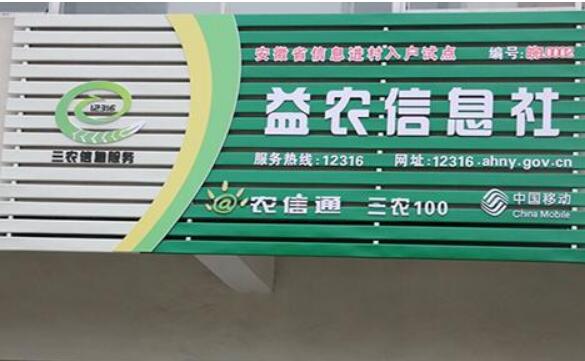 12316
三农信息服务
安徽省信息进村入户试点 编号:
益农信息社
服务热线:12316 网址:12316.ahny.gov.cn
@农信通 三农100 中国移动
China Mobile